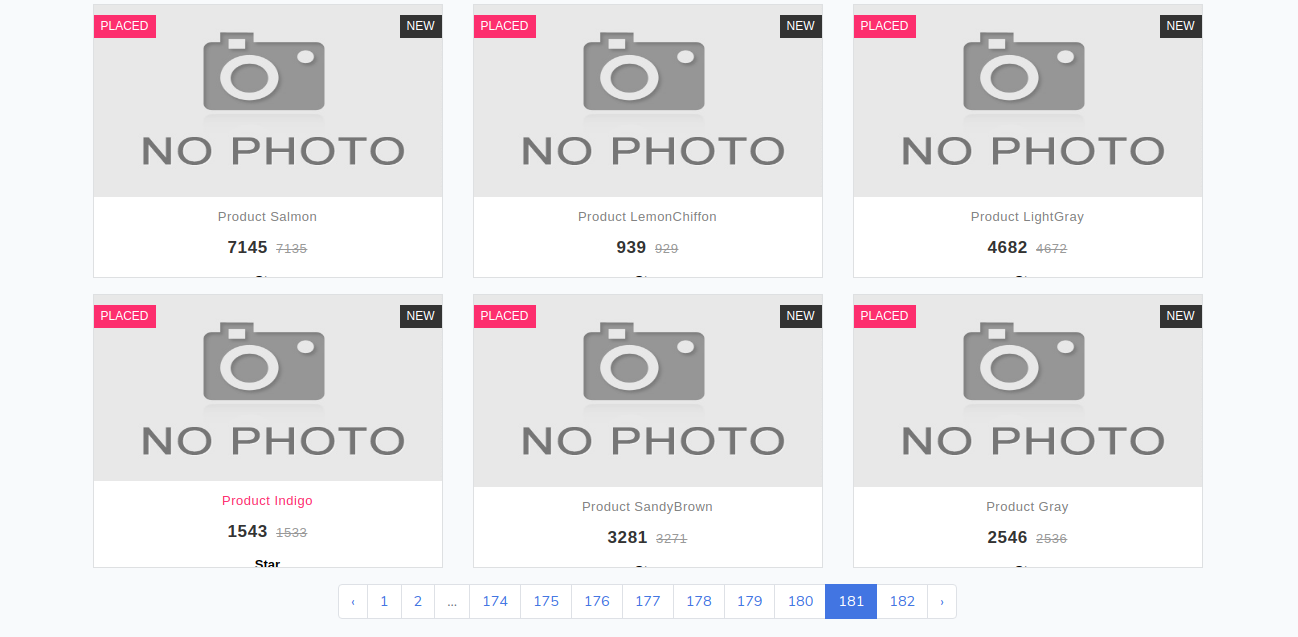 PLACED NEW PLACED NEW PLACED NEW
NO PHOTO NO PHOTO NO PHOTO
Product Salmon Product LemonChiffon Product LightGray
7145 7135 939 929 4682 4672
PLACED NEW PLACED NEW PLACED NEW
NO PHOTO NO PHOTO NO PHOTO
Product Indigo Product SandyBrown Product Gray
1543 1533 3281 3271 2546 2536
Star
‹ 1 2 ... 174 175 176 177 178 179 180 181 182 ›